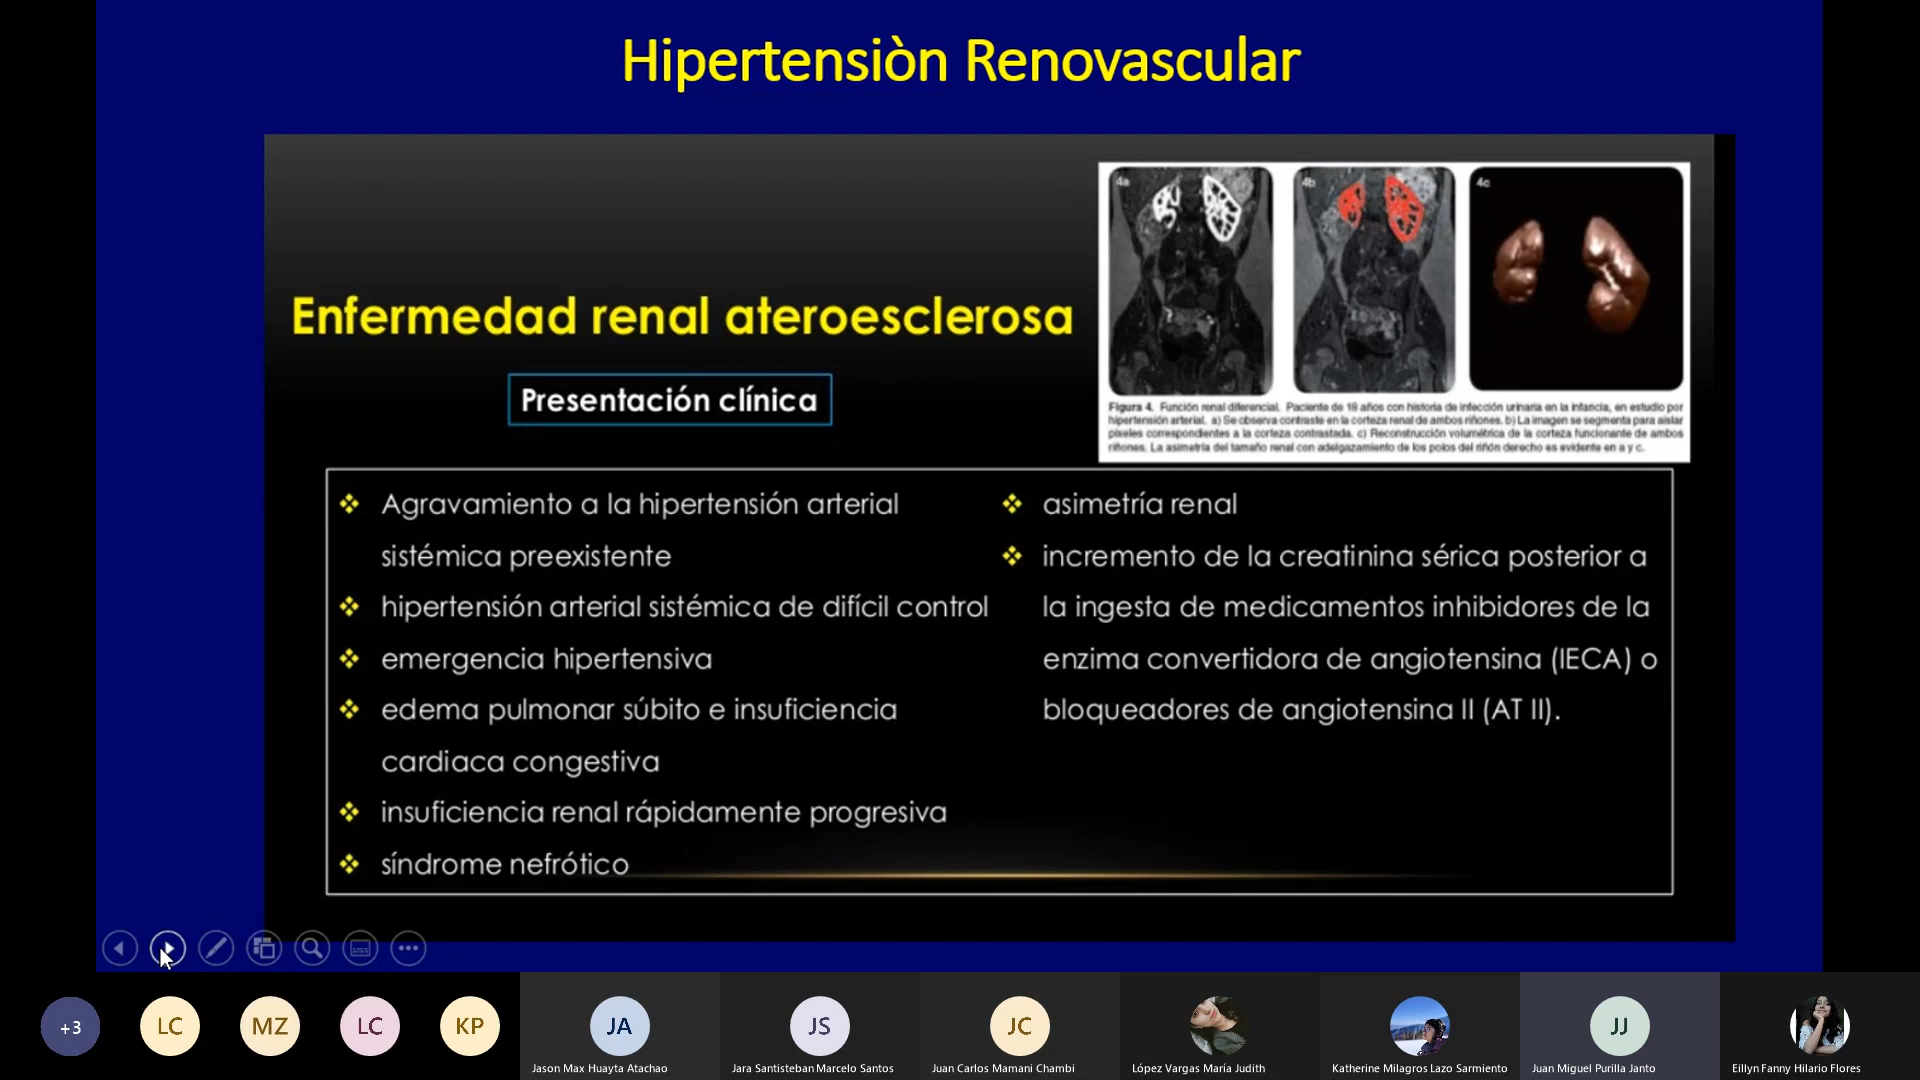 Hipertensiòn Renovascular
4a
4b
4c
Enfermedad renal ateroesclerosa
Presentación clínica
Figura 4. Función renal diferencial. Paciente de 18 años con historia de infección urinaria en la infancia, en estudio por
hipertensión arterial. a) Se observa contraste en la corteza renal de ambos riñones. b) La imagen se segmenta para aislar
píxeles correspondientes a la corteza contrastada. c) Reconstrucción volumétrica de la corteza funcionante de ambos
riñones. La asimetría del tamaño renal con adelgazamiento de los polos del riñón derecho es evidente en a y c.
Agravamiento a la hipertensión arterial
sistémica preexistente
hipertensión arterial sistémica de difícil control
emergencia hipertensiva
edema pulmonar súbito e insuficiencia
cardiaca congestiva
insuficiencia renal rápidamente progresiva
síndrome nefrótico
asimetría renal
incremento de la creatinina sérica posterior a
la ingesta de medicamentos inhibidores de la
enzima convertidora de angiotensina (IECA) o
bloqueadores de angiotensina II (AT II).
+3
LC
MZ
LC
KP
JA
JS
JC
JJ
Jason Max Huayta Atachao
Jara Santisteban Marcelo Santos
Juan Carlos Mamani Chambi
López Vargas María Judith
Katherine Milagros Lazo Sarmiento
Juan Miguel Purilla Janto
Eillyn Fanny Hilario Flores